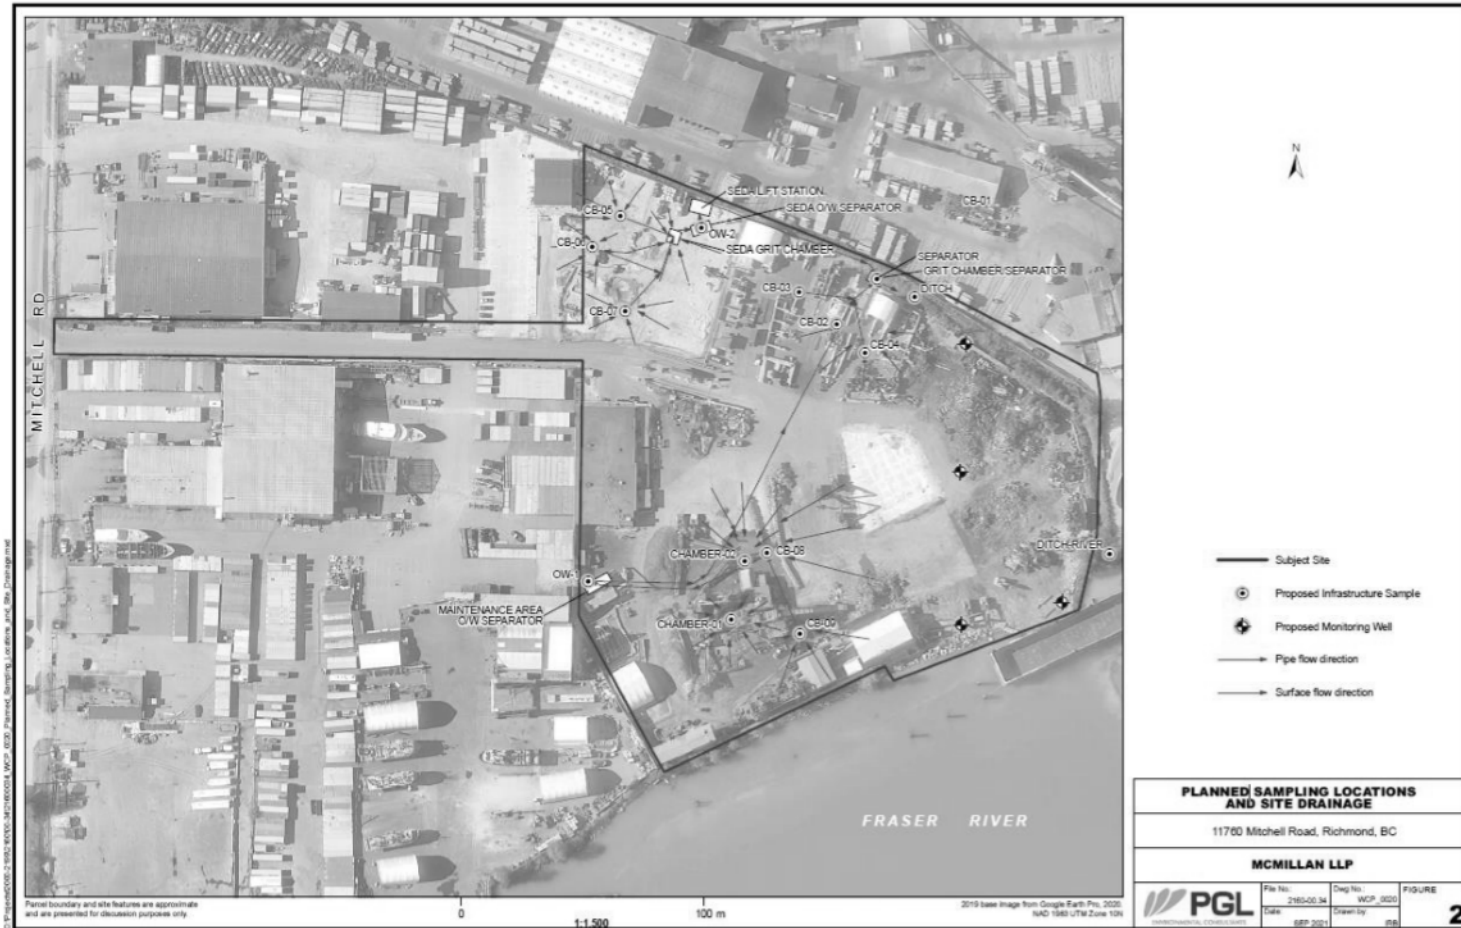 SEDA LIFT STATION
CB-05
SEDA O/W SEPARATOR
CB-01
OW-2
CB-06
SEDA GRIT CHAMBER
SEPARATOR
GRIT CHAMBER/SEPARATOR
CB-03
DITCH
CB-07
CB-02
CB-04
MITCHELL RD
CHAMBER-02
CB-08
DITCH-RIVER
OW-1
MAINTENANCE AREA
O/W SEPARATOR
CHAMBER-01
CB-09
FRASER RIVER
N
Subject Site
Proposed Infrastructure Sample
Proposed Monitoring Well
Pipe flow direction
Surface flow direction
PLANNED SAMPLING LOCATIONS
AND SITE DRAINAGE
11760 Mitchell Road, Richmond, BC
MCMILLAN LLP
PGL
ENVIRONMENTAL CONSULTANTS
File No.:
2160-00.34
Dwg No.:
WCP_0020
FIGURE
Date:
SEP 2021
Drawn by:
2
Parcel boundary and site features are approximate
and are presented for discussion purposes only.
0
100 m
1:1,500
2019 base image from Google Earth Pro, 2020.
NAD 1983 UTM Zone 10N